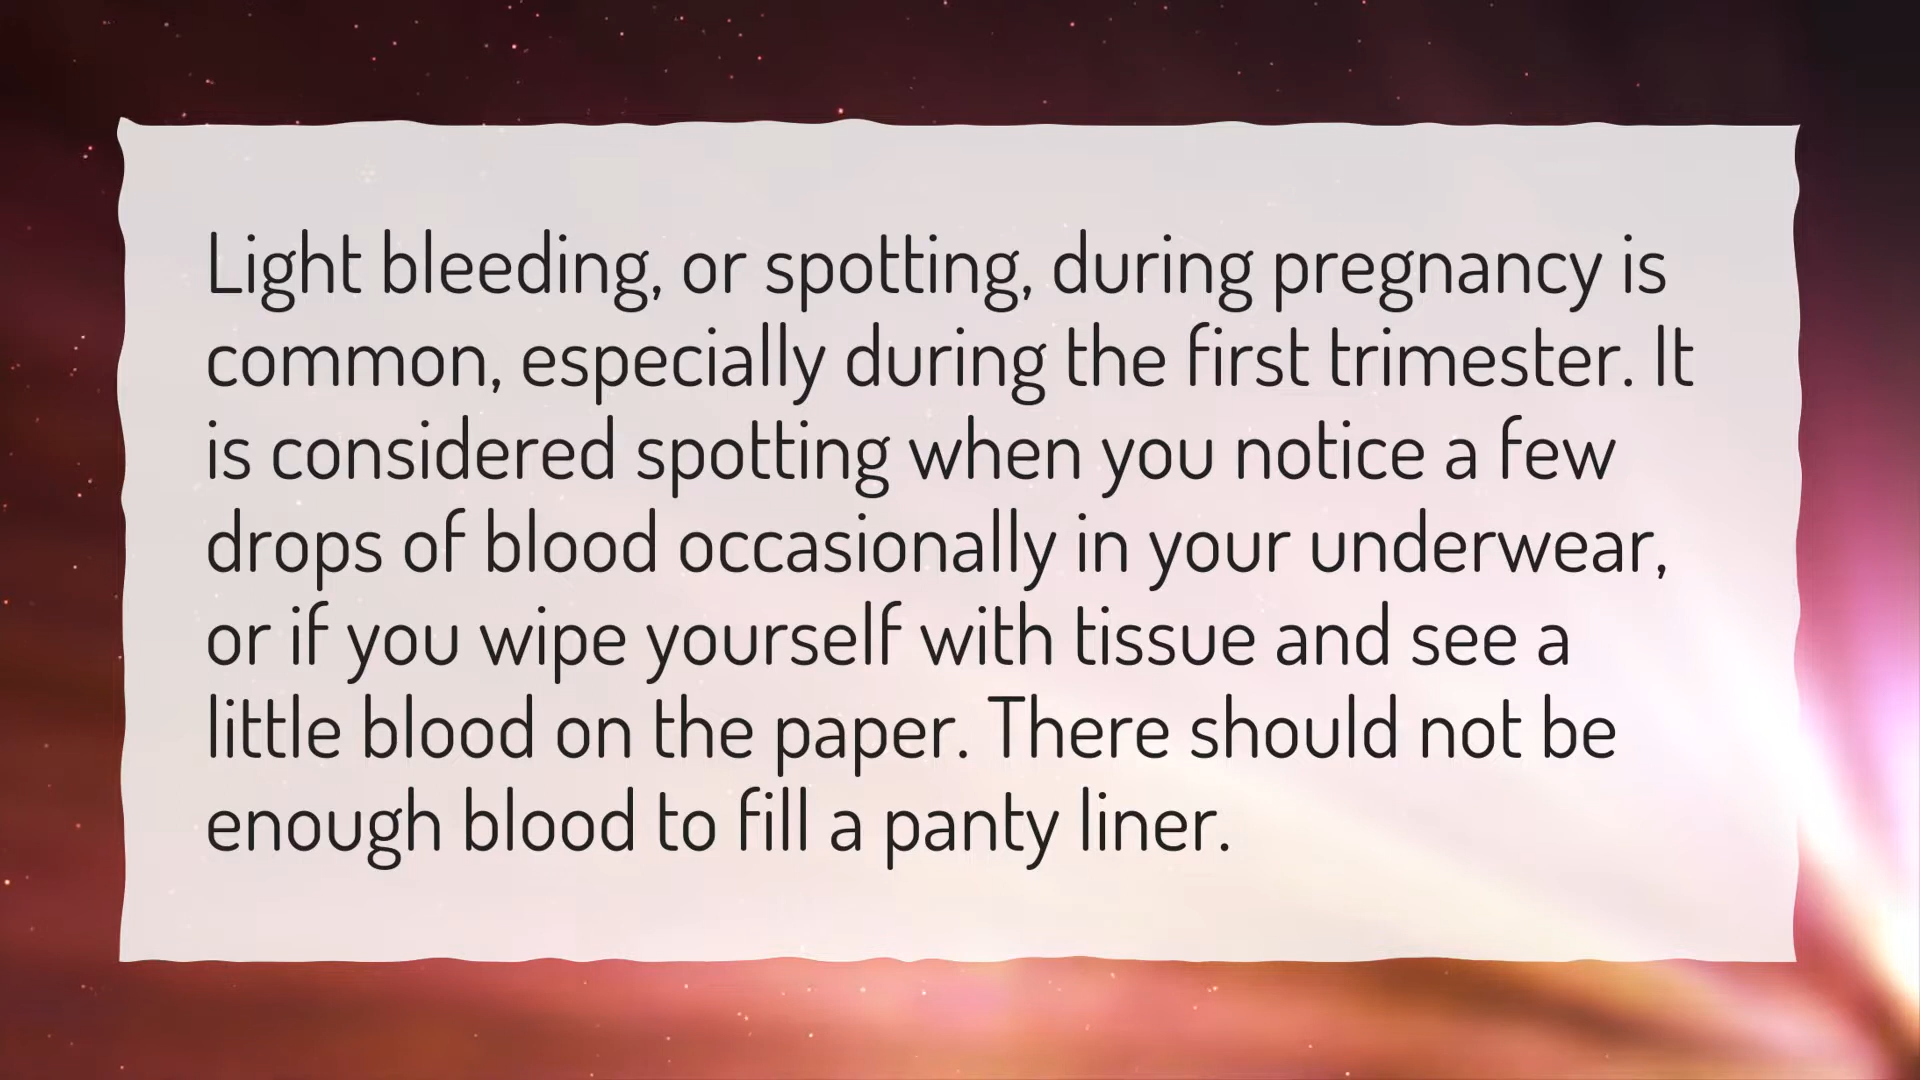 Light bleeding, or spotting, during pregnancy is
common, especially during the first trimester. It
is considered spotting when you notice a few
drops of blood occasionally in your underwear,
or if you wipe yourself with tissue and see a
little blood on the paper. There should not be
enough blood to fill a panty liner.